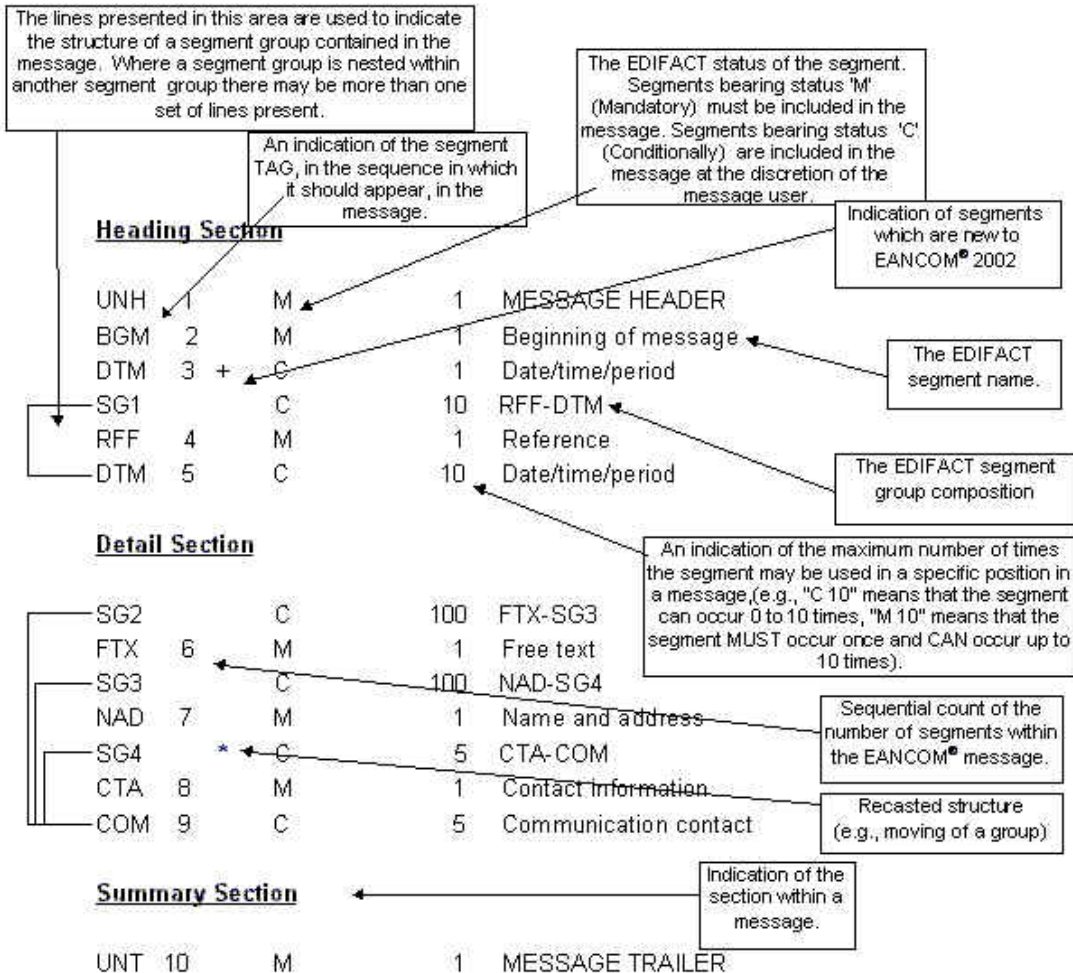 The lines presented in this area are used to indicate
the structure of a segment group contained in the
message. Where a segment group is nested within
another segment group there may be more than one
set of lines present.
The EDIFACT status of the segment.
Segments bearing status 'M'
(Mandatory) must be included in the
message. Segments bearing status 'C'
(Conditionally) are included in the
message at the discretion of the
message user.
An indication of the segment
TAG, in the sequence in which
it should appear, in the
message.
Indication of segments
which are new to
EANCOM® 2002
Heading Section
UNH 1 M 1 MESSAGE HEADER
BGM 2 M 1 Beginning of message
DTM 3 + C 1 Date/time/period
SG1 C 10 RFF-DTM
RFF 4 M 1 Reference
DTM 5 C 10 Date/time/period
The EDIFACT
segment name.
The EDIFACT segment
group composition
Detail Section
An indication of the maximum number of times
the segment may be used in a specific position in
a message,(e.g., "C 10" means that the segment
can occur 0 to 10 times, "M 10" means that the
segment MUST occur once and CAN occur up to
10 times).
SG2 C 100 FTX-SG3
FTX 6 M 1 Free text
SG3 C 100 NAD-SG4
NAD 7 M 1 Name and address
SG4 * C 5 CTA-COM
CTA 8 M 1 Contact information
COM 9 C 5 Communication contact
Sequential count of the
number of segments within
the EANCOM® message.
Recasted structure
(e.g., moving of a group)
Summary Section
Indication of the
section within a
message.
UNT 10 M 1 MESSAGE TRAILER